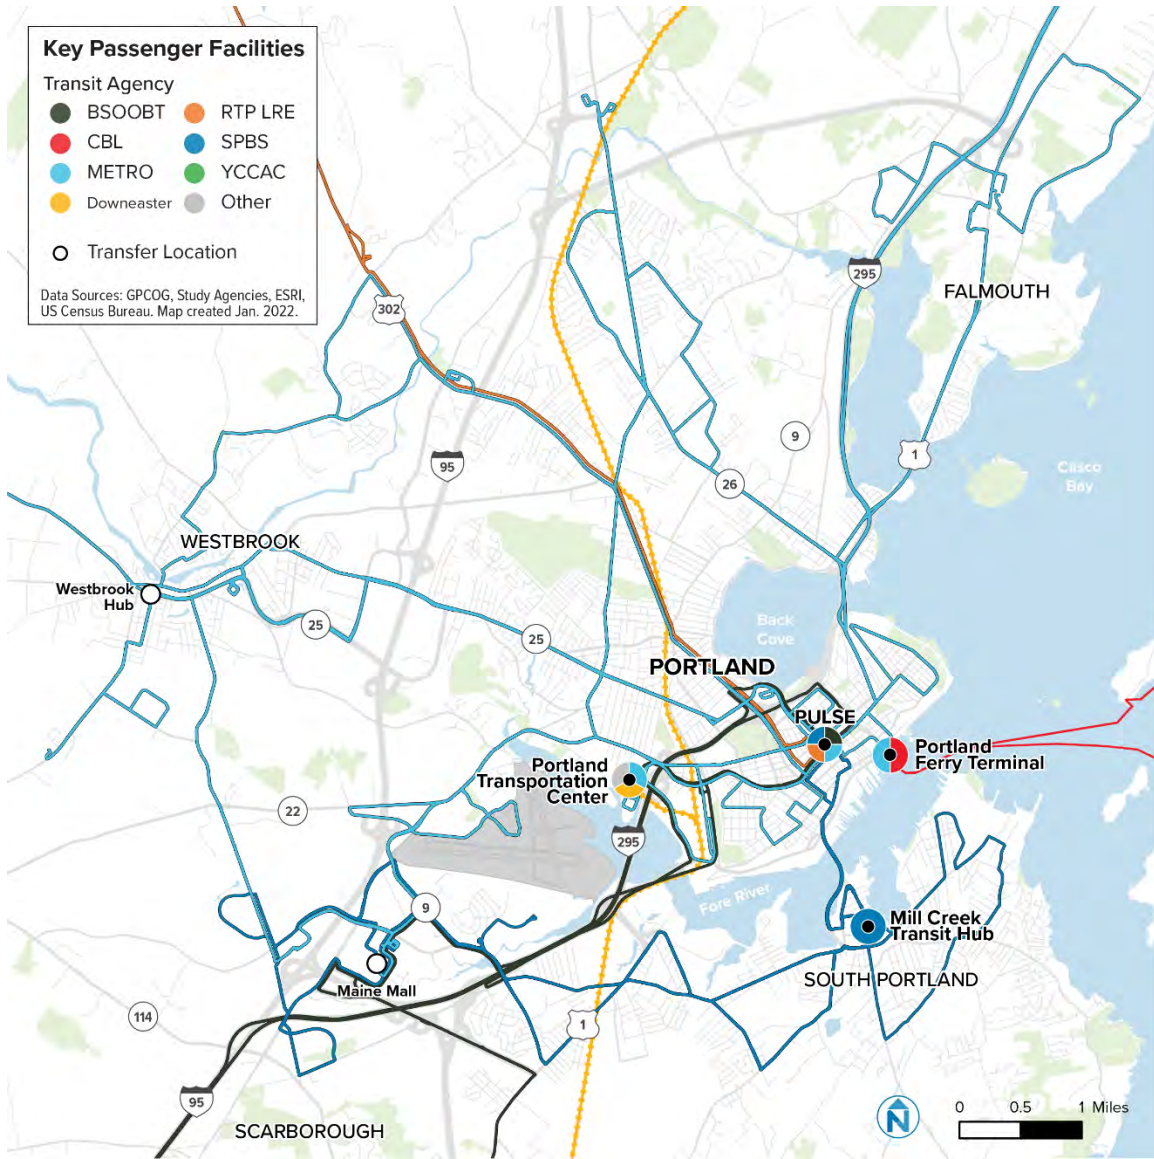 Key Passenger Facilities
Transit Agency
BSOOBT
RTP LRE
CBL
SPBS
METRO
YCCAC
Downeaster
Other
Transfer Location
Data Sources: GPCOG, Study Agencies, ESRI,
US Census Bureau. Map created Jan. 2022.
295
FALMOUTH
302
9
1
95
26
Casco
Bay
WESTBROOK
Westbrook
Hub
25
25
Back
Cove
PORTLAND
PULSE
Portland
Ferry Terminal
Portland
Transportation
Center
22
295
Fore River
9
Mill Creek
Transit Hub
Maine Mall
SOUTH PORTLAND
114
1
95
SCARBOROUGH
N
0 0.5 1 Miles